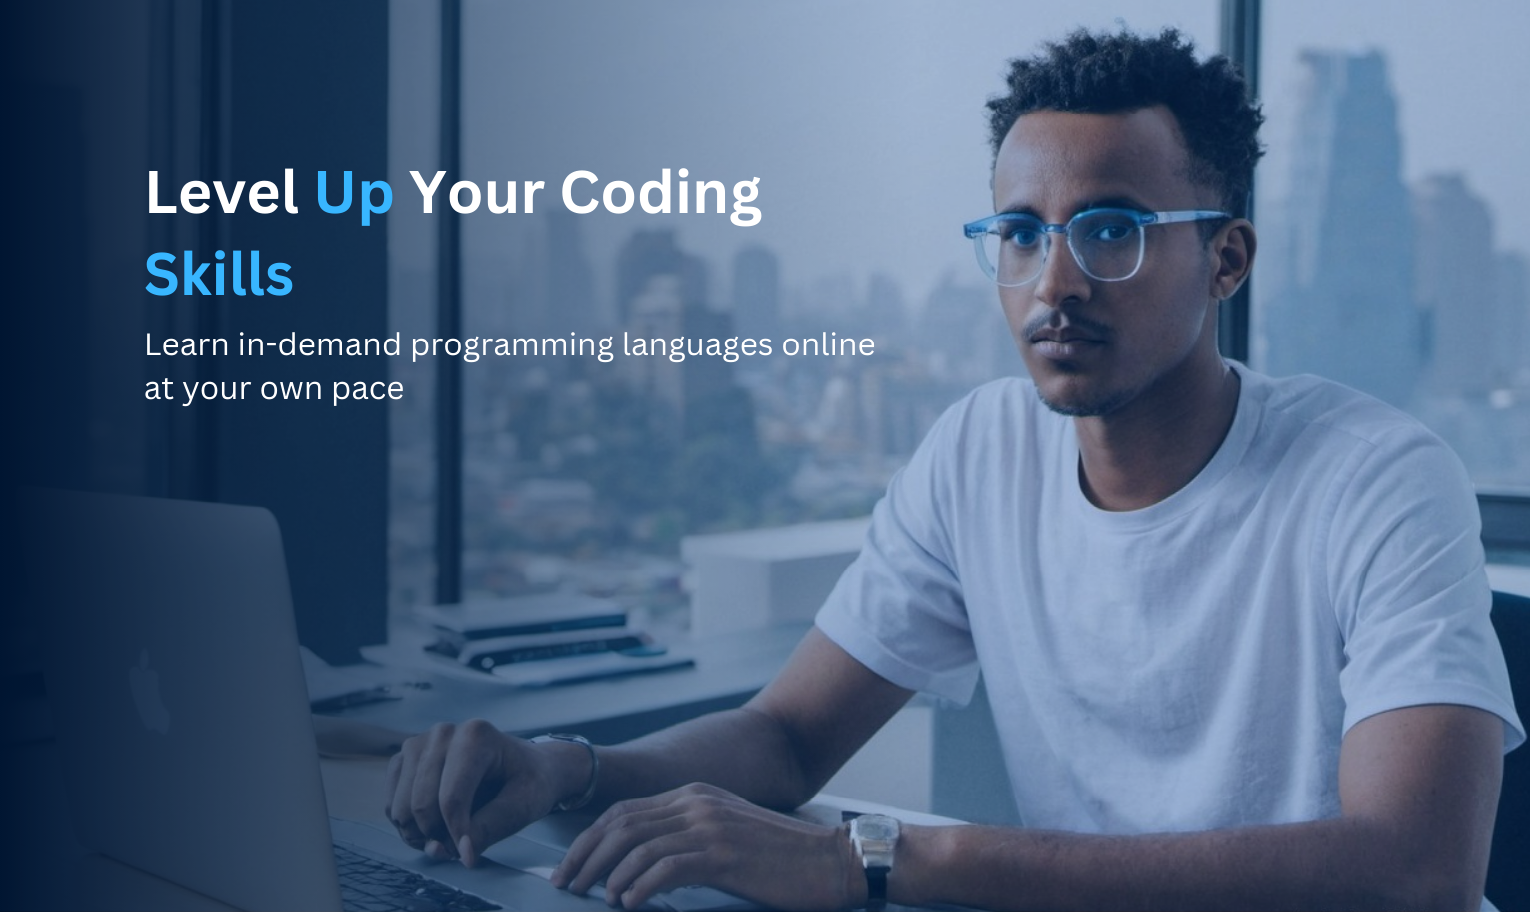 Level Up Your Coding
Skills
Learn in-demand programming languages online
at your own pace